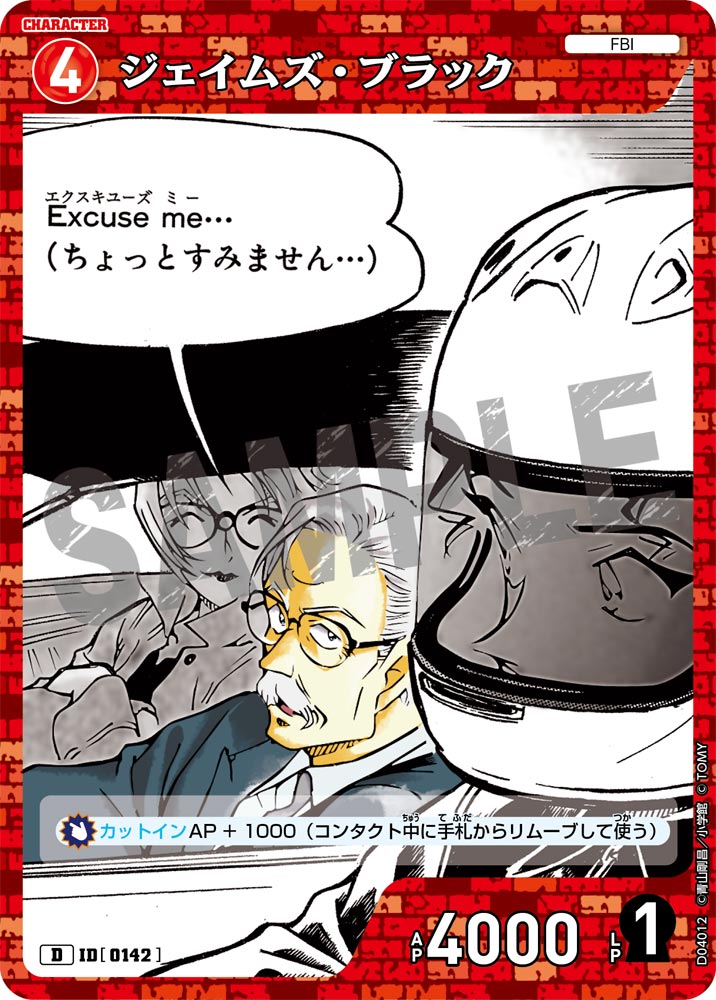 CHARACTER
4
ジェイムズ・ブラック
FBI
エクスキューズ ミー
Excuse me…
(ちょっとすみません…)
SAMPLE
カットイン AP + 1000 (コンタクト中に手札からリムーブして使う)
ちゅう てふだ つか
D ID[ 0142 ]
AP 4000 LP 1
D04012 ©青山剛昌/小学館 © TOMY